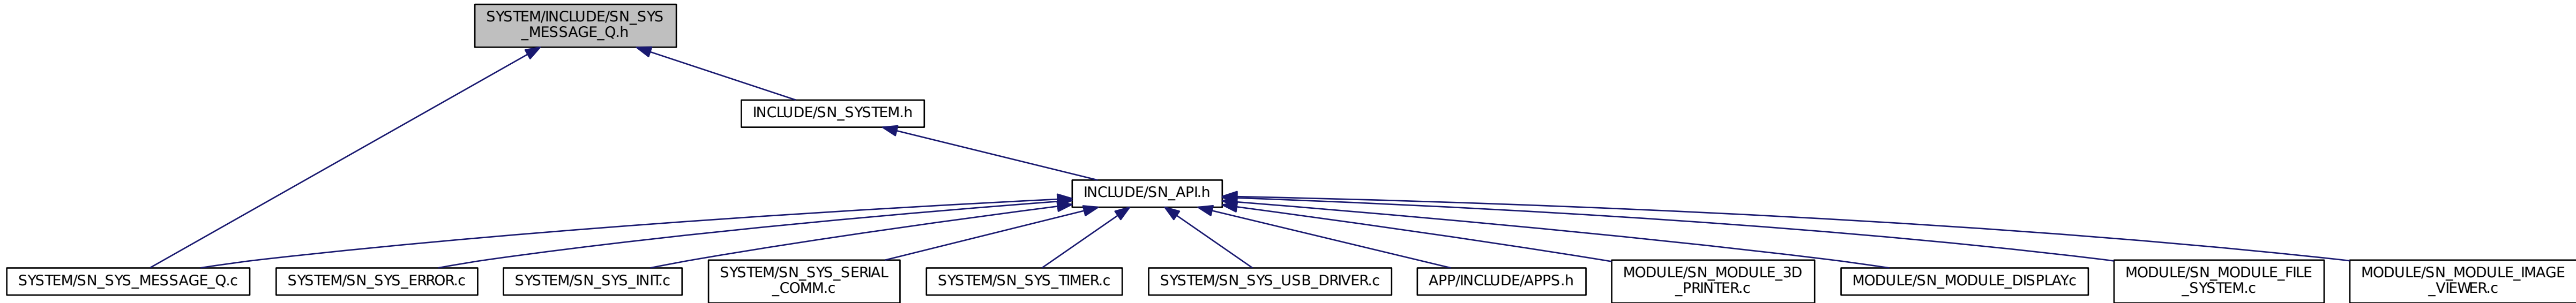 SYSTEM/INCLUDE/SN_SYS
_MESSAGE_Q.h
INCLUDE/SN_SYSTEM.h
INCLUDE/SN_API.h
SYSTEM/SN_SYS_MESSAGE_Q.c
SYSTEM/SN_SYS_ERROR.c
SYSTEM/SN_SYS_INIT.c
SYSTEM/SN_SYS_SERIAL
_COMM.c
SYSTEM/SN_SYS_TIMER.c
SYSTEM/SN_SYS_USB_DRIVER.c
APP/INCLUDE/APPS.h
MODULE/SN_MODULE_3D
_PRINTER.c
MODULE/SN_MODULE_DISPLAY.c
MODULE/SN_MODULE_FILE
_SYSTEM.c
MODULE/SN_MODULE_IMAGE
_VIEWER.c